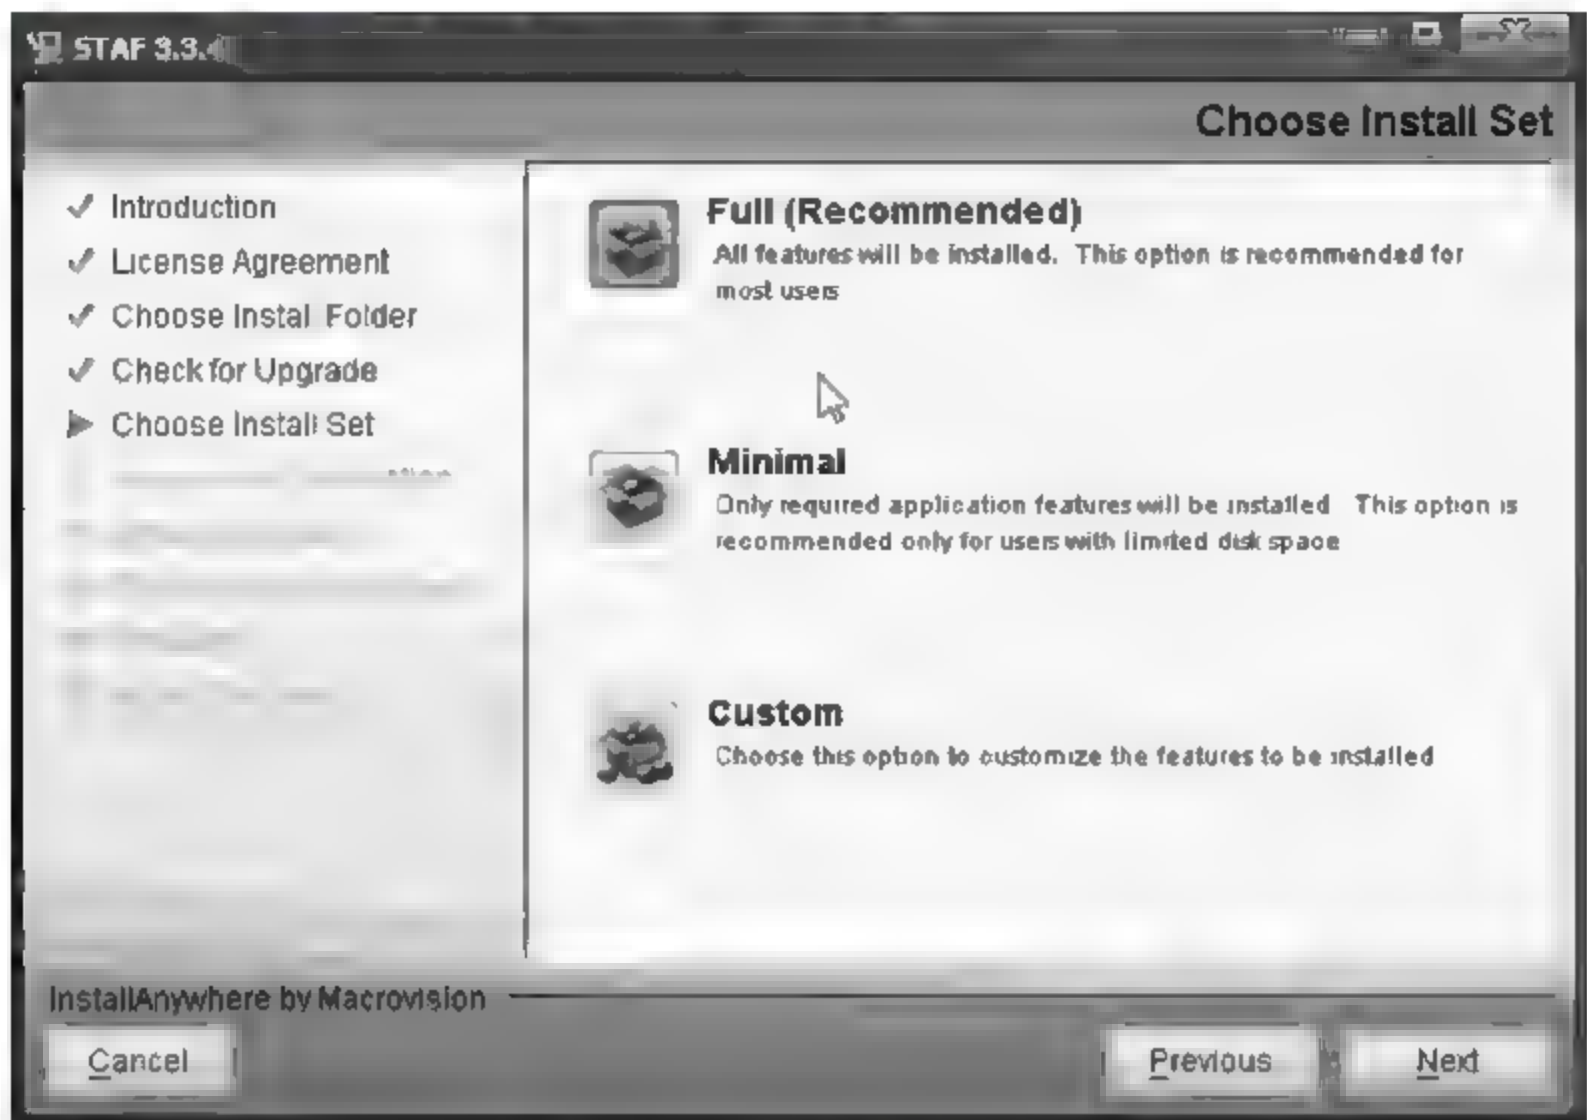 STAF 3.3.4
Choose Install Set
Introduction
License Agreement
Choose Install Folder
Check for Upgrade
Choose Install Set
Full (Recommended)
All features will be installed. This option is recommended for
most users
Minimal
Only required application features will be installed This option is
recommended only for users with limited disk space
Custom
Choose this option to customize the features to be installed
InstallAnywhere by Macrovision
Cancel
Previous
Next